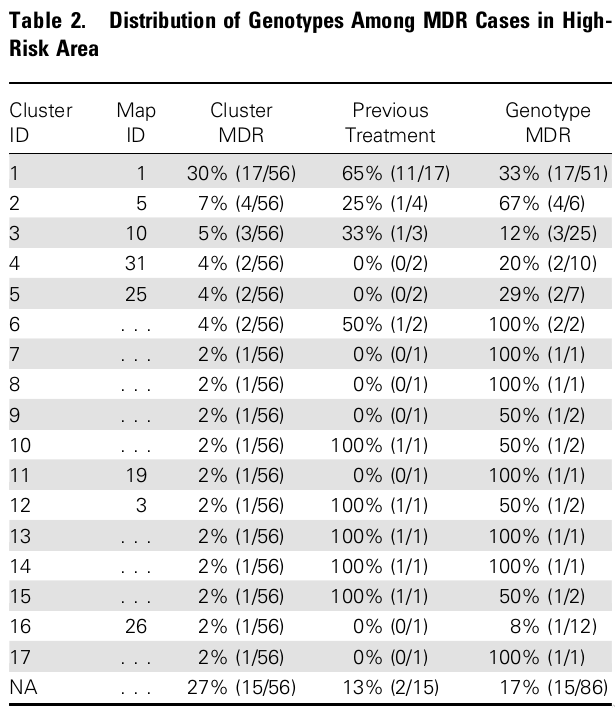 Table 2. Distribution of Genotypes Among MDR Cases in High-
Risk Area
Cluster ID Map ID Cluster MDR Previous Treatment Genotype MDR
1 1 30% (17/56) 65% (11/17) 33% (17/51)
2 5 7% (4/56) 25% (1/4) 67% (4/6)
3 10 5% (3/56) 33% (1/3) 12% (3/25)
4 31 4% (2/56) 0% (0/2) 20% (2/10)
5 25 4% (2/56) 0% (0/2) 29% (2/7)
6 . . . 4% (2/56) 50% (1/2) 100% (2/2)
7 . . . 2% (1/56) 0% (0/1) 100% (1/1)
8 . . . 2% (1/56) 0% (0/1) 100% (1/1)
9 . . . 2% (1/56) 0% (0/1) 50% (1/2)
10 . . . 2% (1/56) 100% (1/1) 50% (1/2)
11 19 2% (1/56) 0% (0/1) 100% (1/1)
12 3 2% (1/56) 100% (1/1) 50% (1/2)
13 . . . 2% (1/56) 100% (1/1) 100% (1/1)
14 . . . 2% (1/56) 100% (1/1) 100% (1/1)
15 . . . 2% (1/56) 100% (1/1) 50% (1/2)
16 26 2% (1/56) 0% (0/1) 8% (1/12)
17 . . . 2% (1/56) 0% (0/1) 100% (1/1)
NA . . . 27% (15/56) 13% (2/15) 17% (15/86)